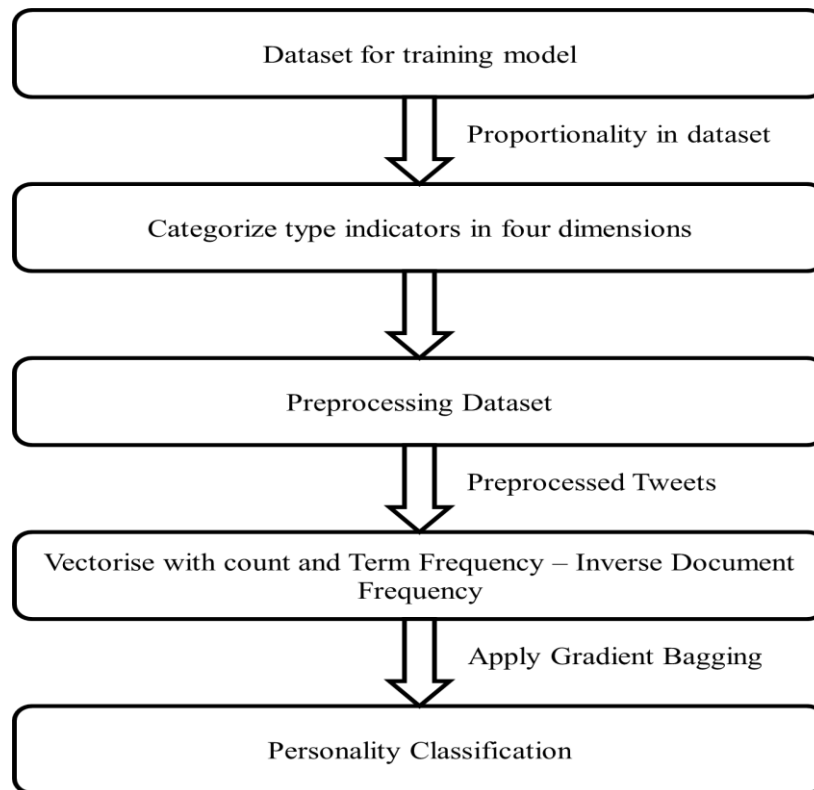 Dataset for training model
Proportionality in dataset
Categorize type indicators in four dimensions
Preprocessing Dataset
Preprocessed Tweets
Vectorise with count and Term Frequency – Inverse Document
Frequency
Apply Gradient Bagging
Personality Classification